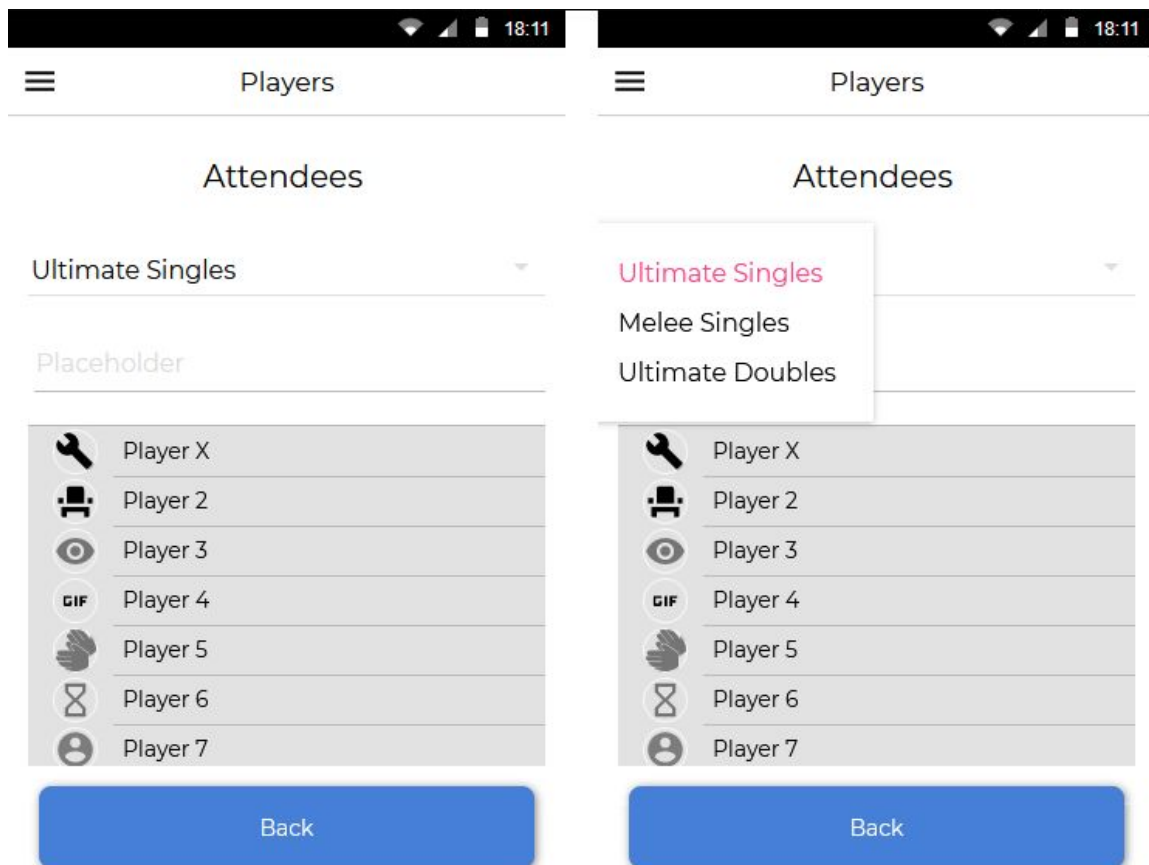 18:11
Players
Attendees
Ultimate Singles
Placeholder
Player X
Player 2
Player 3
GIF Player 4
Player 5
Player 6
Player 7
Back
18:11
Players
Attendees
Ultimate Singles
Melee Singles
Ultimate Doubles
Player X
Player 2
Player 3
GIF Player 4
Player 5
Player 6
Player 7
Back